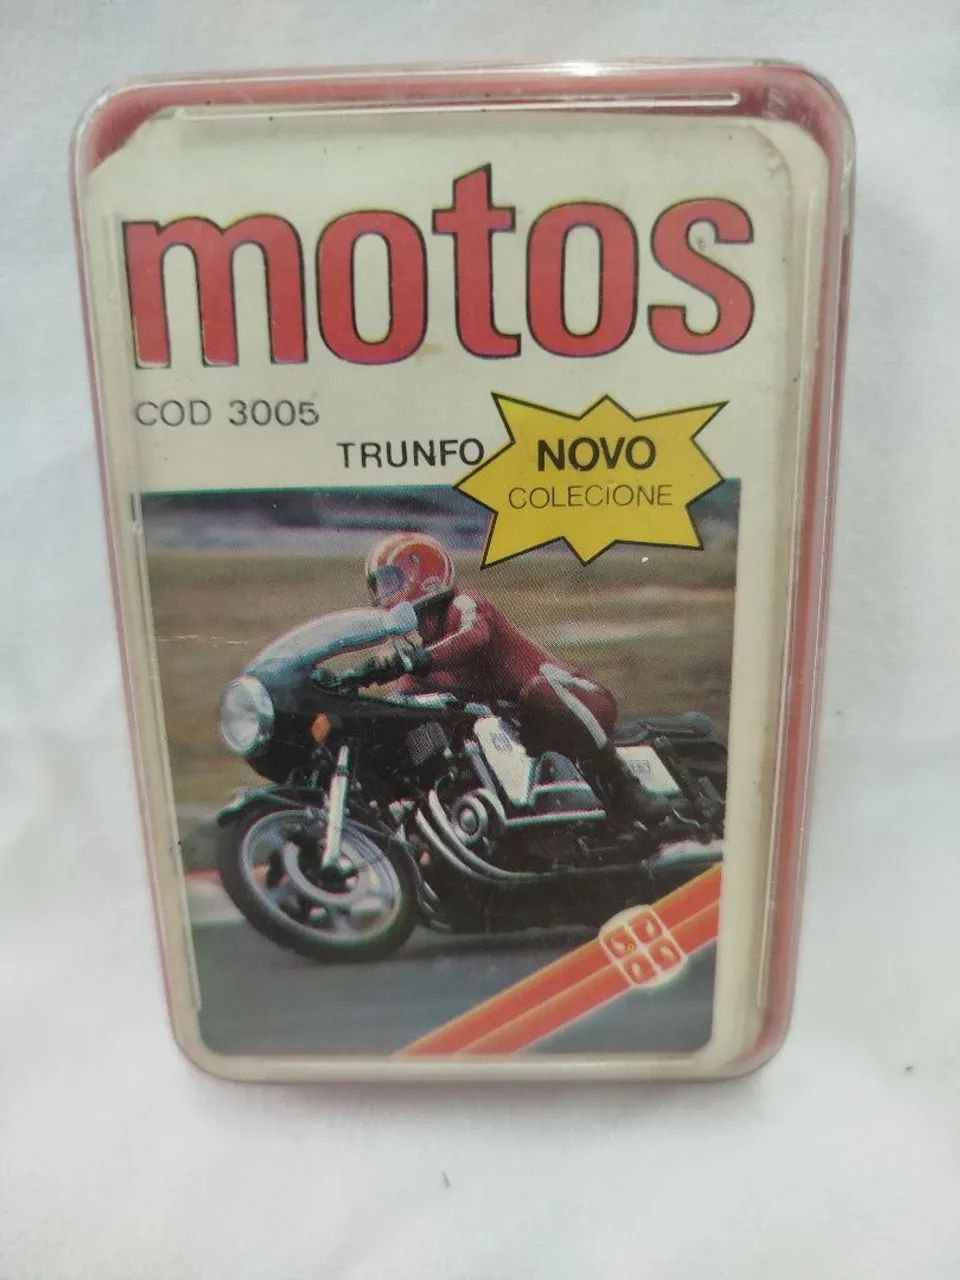 motos
COD 3005
TRUNFO
NOVO
COLECIONE